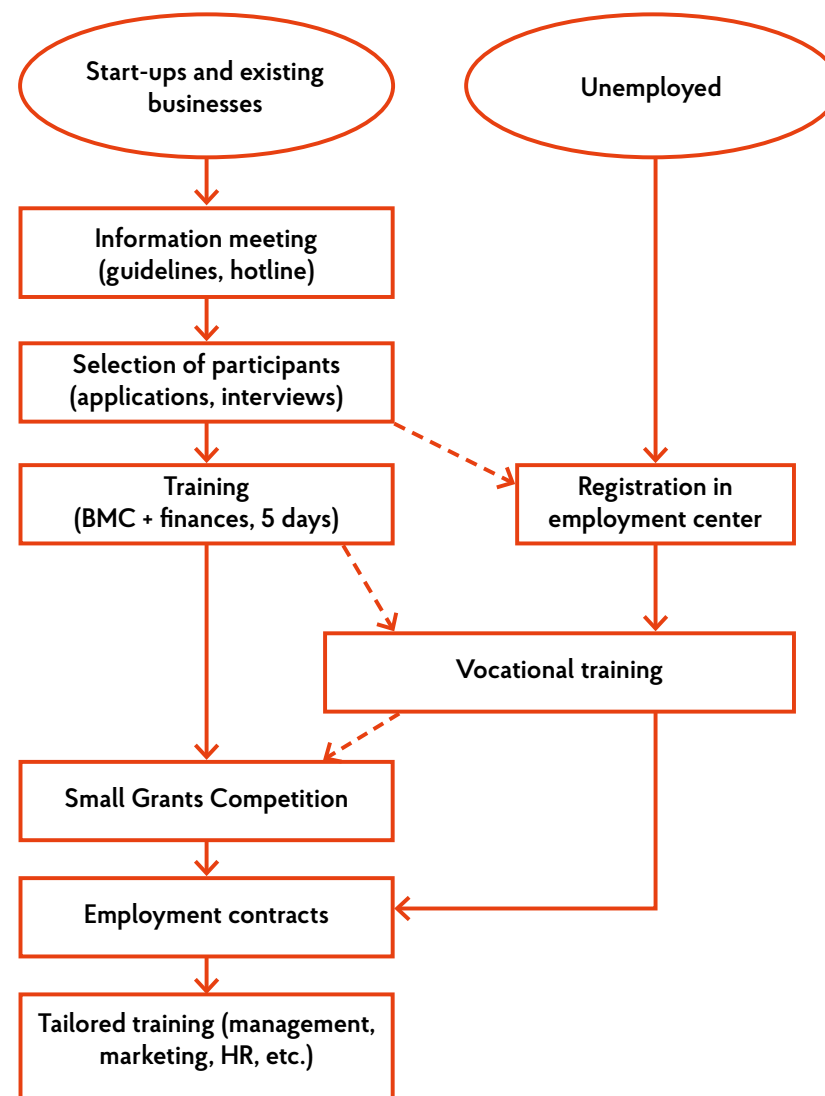 Start-ups and existing
businesses
Unemployed
Information meeting
(guidelines, hotline)
Selection of participants
(applications, interviews)
Training
(BMC + finances, 5 days)
Registration in
employment center
Vocational training
Small Grants Competition
Employment contracts
Tailored training (management,
marketing, HR, etc.)